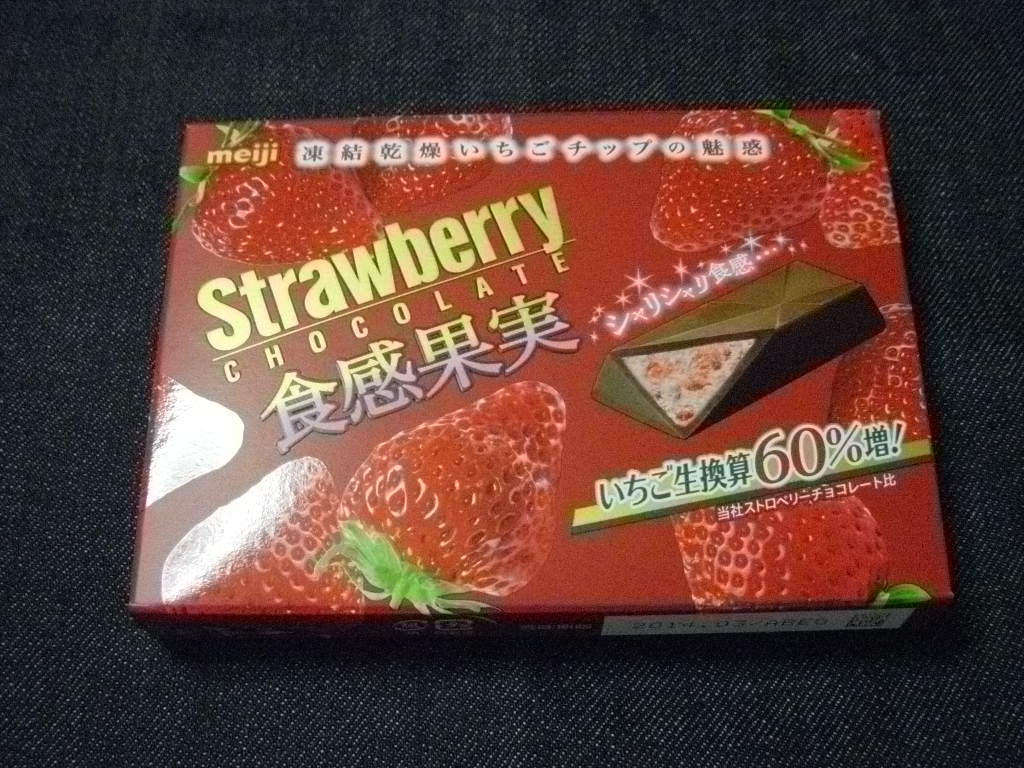 meiji 凍結乾燥いちごチップの魅惑
Strawberry
CHOCOLATE
食感果実
シャリシャリ食感····
いちご生換算60%増!
当社ストロベリーチョコレート比